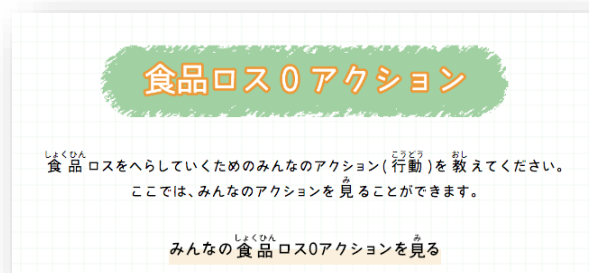 食品ロス0アクション
食品ロスをへらしていくためのみんなのアクション(行動)を教えてください。
ここでは、みんなのアクションを見ることができます。
みんなの食品ロス0アクションを見る